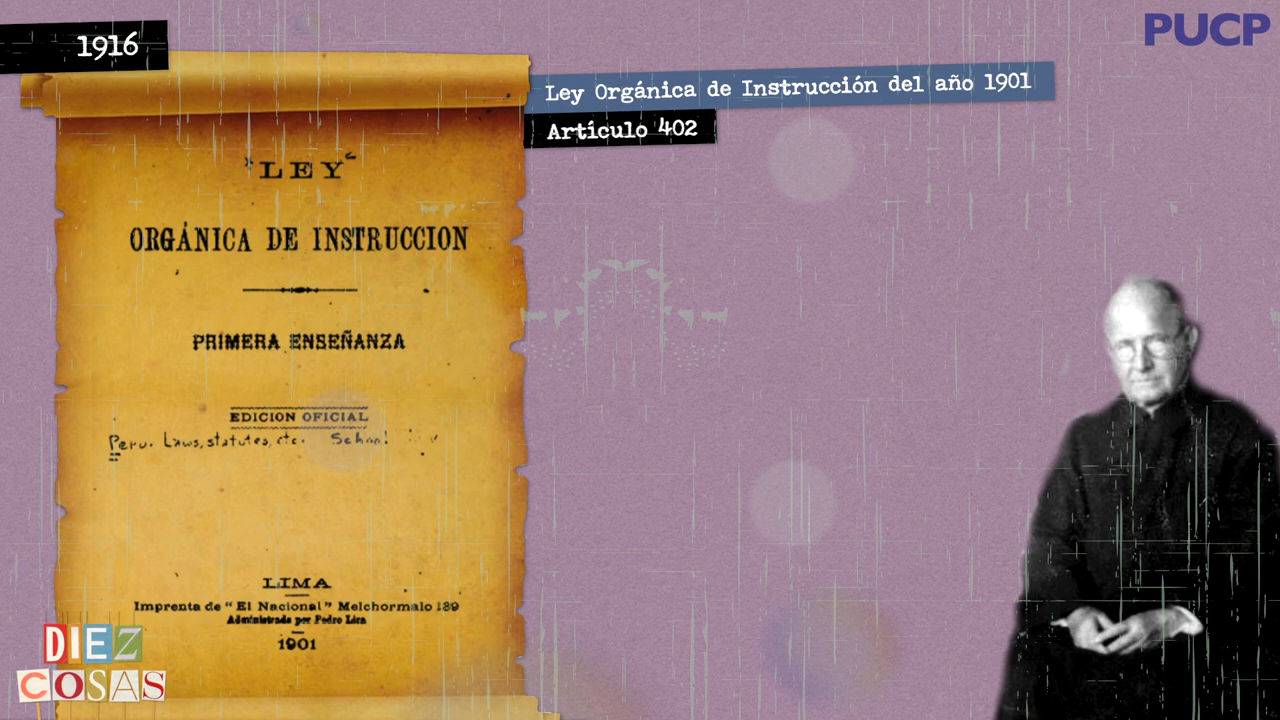 1916
PUCP
Ley Orgánica de Instrucción del año 1901
Artículo 402
"LEY"
ORGÁNICA DE INSTRUCCION
PRIMERA ENSEÑANZA
EDICION OFICIAL
Peru. Laws, statutes, etc. School
LIMA
Imprenta de "El Nacional" Melchormalo 139
Administrada por Pedro Lira
1901
DIEZ
COSAS